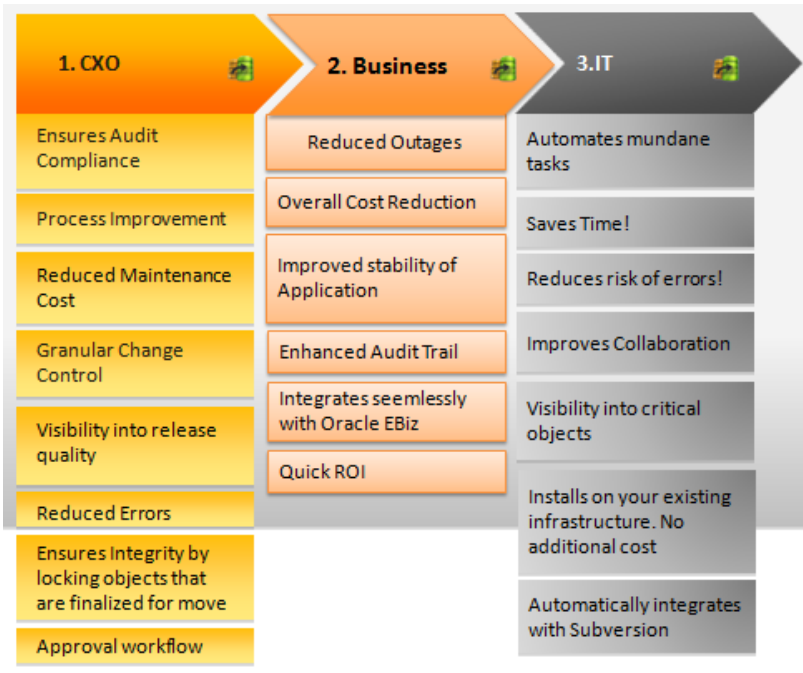 1. CXO
Ensures Audit
Compliance
Process Improvement
Reduced Maintenance
Cost
Granular Change
Control
Visibility into release
quality
Reduced Errors
Ensures Integrity by
locking objects that
are finalized for move
Approval workflow
2. Business
Reduced Outages
Overall Cost Reduction
Improved stability of
Application
Enhanced Audit Trail
Integrates seemlessly
with Oracle EBiz
Quick ROI
3.IT
Automates mundane
tasks
Saves Time!
Reduces risk of errors!
Improves Collaboration
Visibility into critical
objects
Installs on your existing
infrastructure. No
additional cost
Automatically integrates
with Subversion